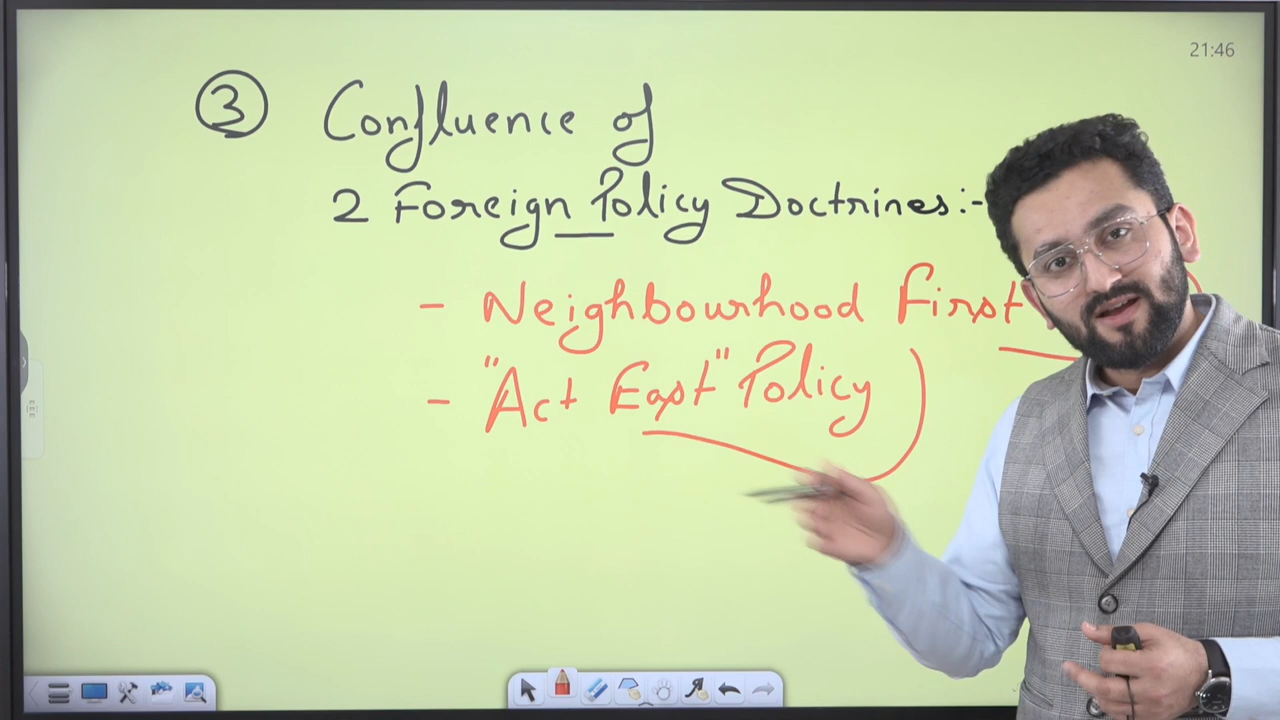 21:46
③ Confluence of
2 Foreign Policy Doctrines:-
- Neighbourhood First
- "Act East" Policy